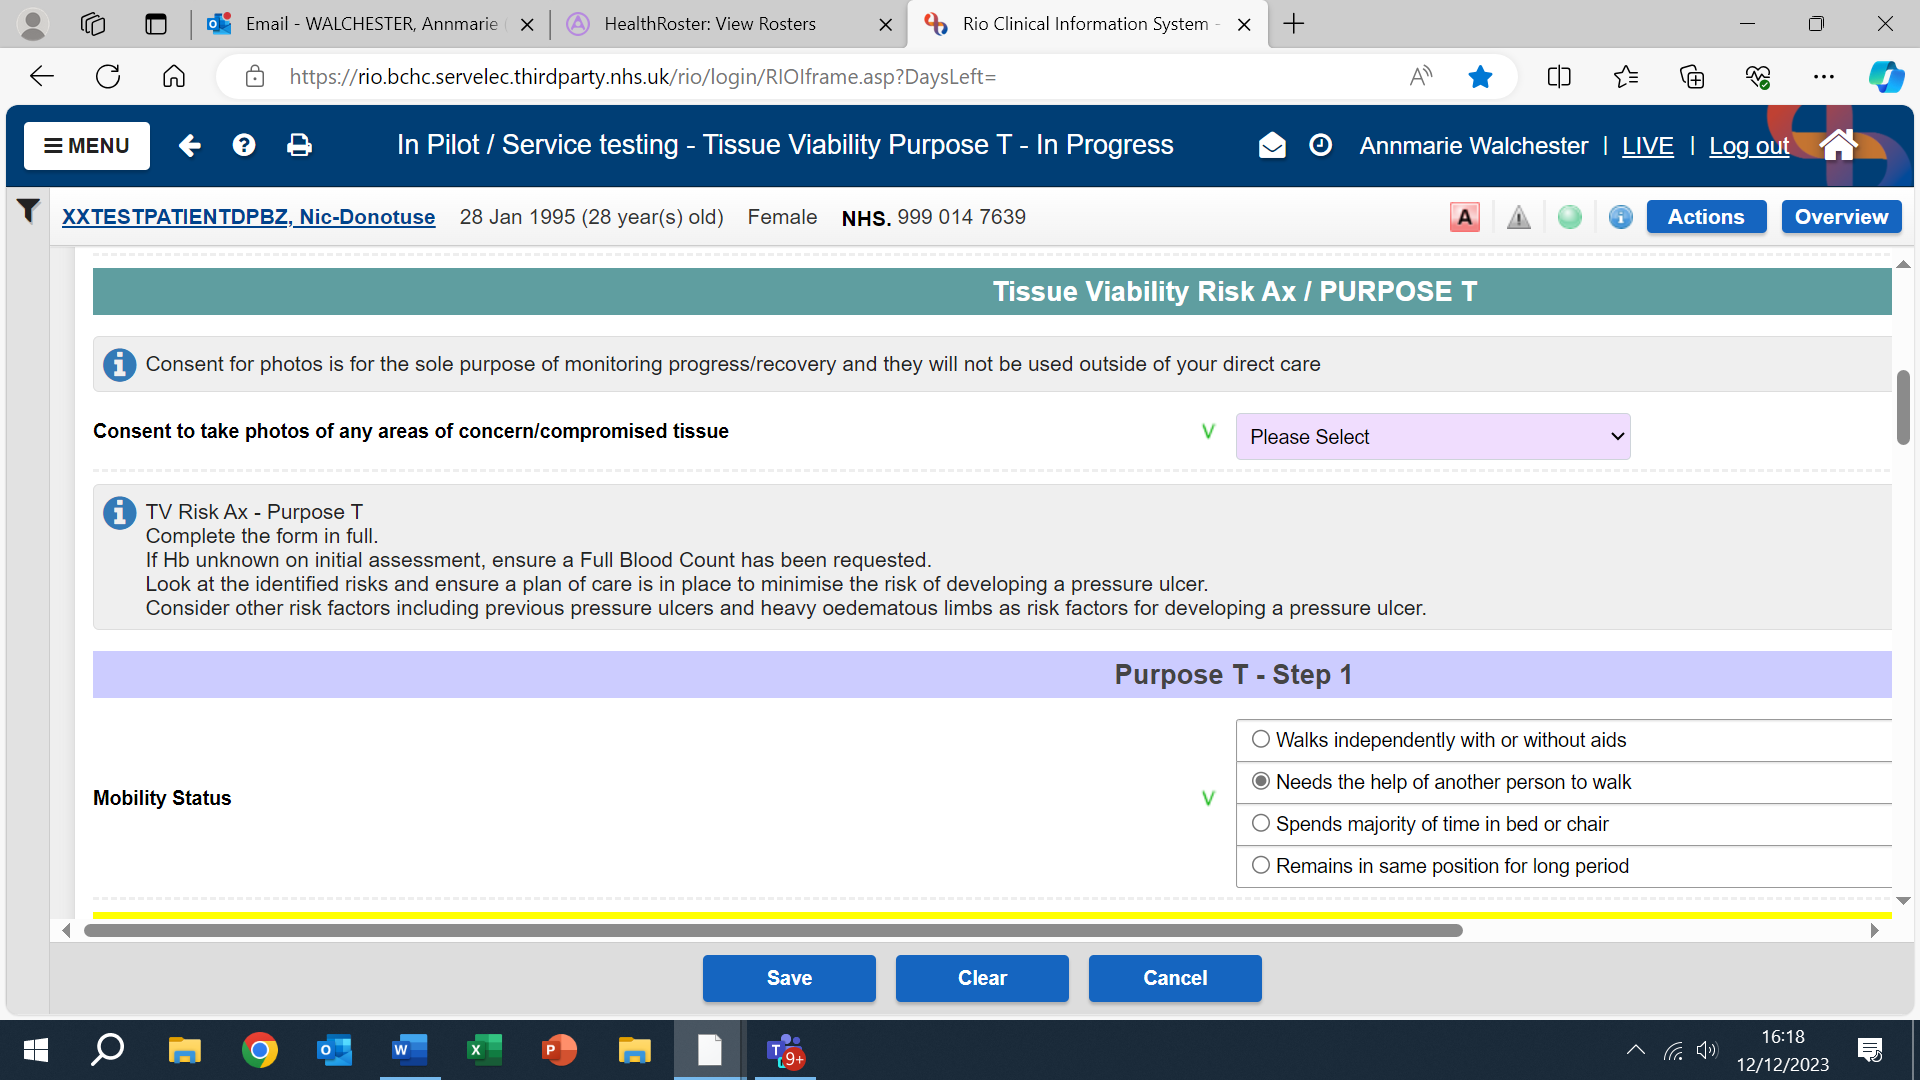 Email - WALCHESTER, Annmarie
HealthRoster: View Rosters
Rio Clinical Information System -
https://rio.bchc.servelec.thirdparty.nhs.uk/rio/login/RIOIframe.asp?DaysLeft=
MENU
In Pilot / Service testing - Tissue Viability Purpose T - In Progress
Annmarie Walchester | LIVE | Log out
XXTESTPATIENTDPBZ, Nic-Donotuse 28 Jan 1995 (28 year(s) old) Female NHS. 999 014 7639
A
Actions
Overview
Tissue Viability Risk Ax / PURPOSE T
Consent for photos is for the sole purpose of monitoring progress/recovery and they will not be used outside of your direct care
Consent to take photos of any areas of concern/compromised tissue
V
Please Select
TV Risk Ax - Purpose T
Complete the form in full.
If Hb unknown on initial assessment, ensure a Full Blood Count has been requested.
Look at the identified risks and ensure a plan of care is in place to minimise the risk of developing a pressure ulcer.
Consider other risk factors including previous pressure ulcers and heavy oedematous limbs as risk factors for developing a pressure ulcer.
Purpose T - Step 1
Mobility Status
V
Walks independently with or without aids
Needs the help of another person to walk
Spends majority of time in bed or chair
Remains in same position for long period
Save
Clear
Cancel
9+
16:18
12/12/2023